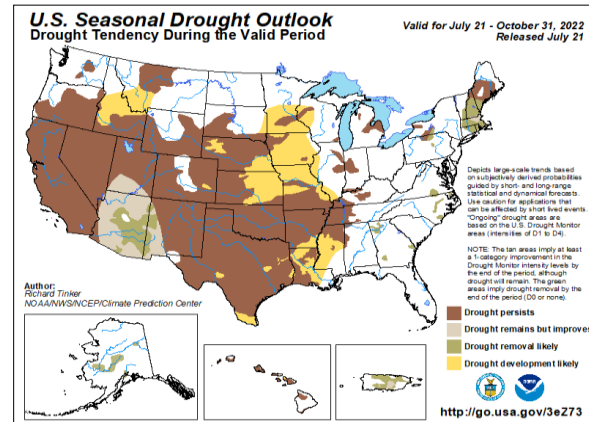 U.S. Seasonal Drought Outlook
Drought Tendency During the Valid Period
Valid for July 21 - October 31, 2022
Released July 21
Depicts large-scale trends based
on subjectively derived probabilities
guided by short- and long-range
statistical and dynamical forecasts.
Use caution for applications that
can be affected by short lived events.
"Ongoing" drought areas are
based on the U.S. Drought Monitor
areas (intensities of D1 to D4).
NOTE: The tan areas imply at least
a 1-category improvement in the
Drought Monitor intensity levels by
the end of the period, although
drought will remain. The green
areas imply drought removal by the
end of the period (D0 or none).
Author:
Richard Tinker
NOAA/NWS/NCEP/Climate Prediction Center
Drought persists
Drought remains but improves
Drought removal likely
Drought development likely
http://go.usa.gov/3eZ73